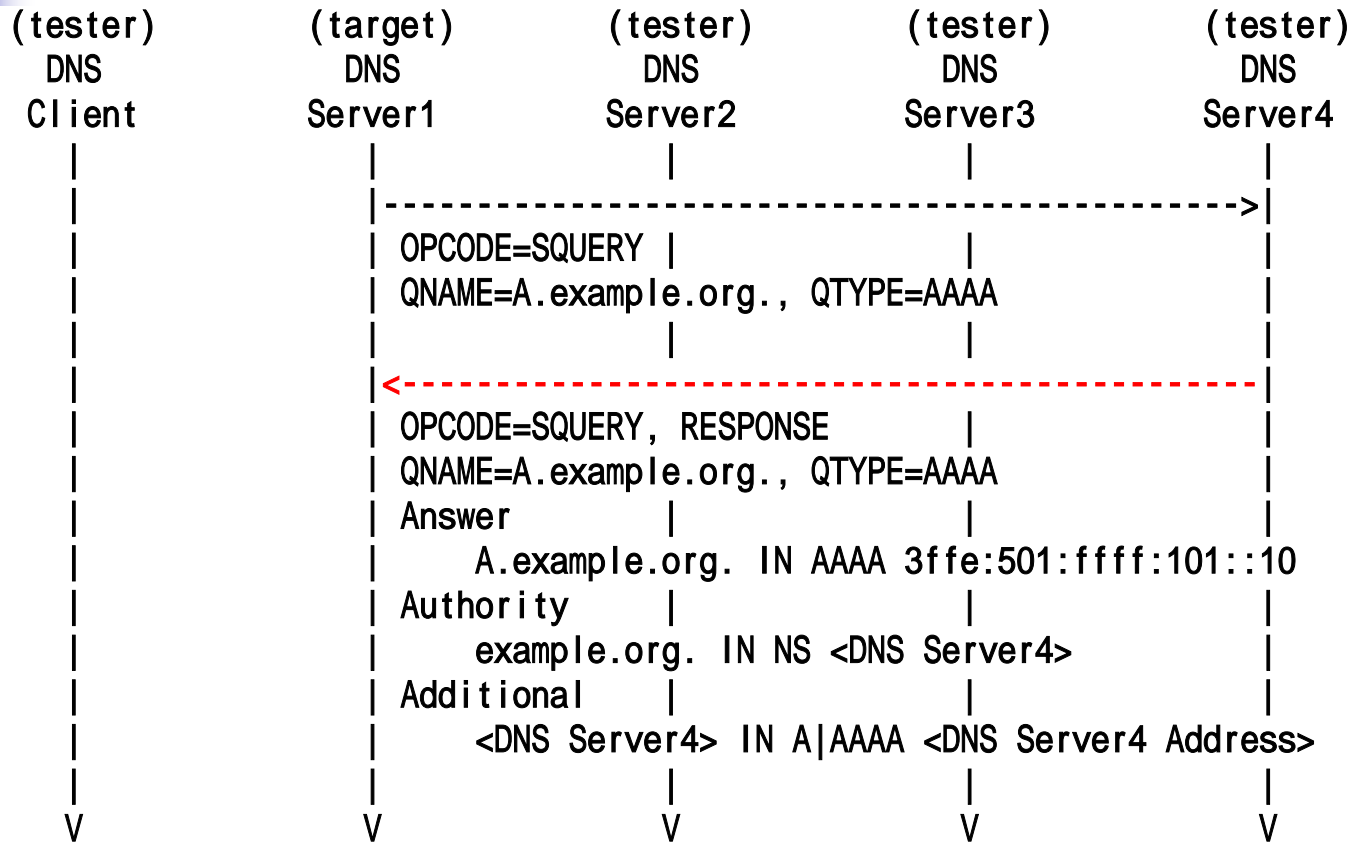 (tester) (target) (tester) (tester) (tester)
DNS DNS DNS DNS DNS
Client Server1 Server2 Server3 Server4
| | | | |
| |---------------------------------------------->|
| | OPCODE=SQUERY | | |
| | QNAME=A.example.org., QTYPE=AAAA |
| | | | |
| |<----------------------------------------------|
| | OPCODE=SQUERY, RESPONSE | |
| | QNAME=A.example.org., QTYPE=AAAA |
| | Answer | | |
| | A.example.org. IN AAAA 3ffe:501:ffff:101::10
| | Authority | | |
| | example.org. IN NS <DNS Server4> |
| | Additional | | |
| | <DNS Server4> IN A|AAAA <DNS Server4 Address>
| | | | |
V V V V V